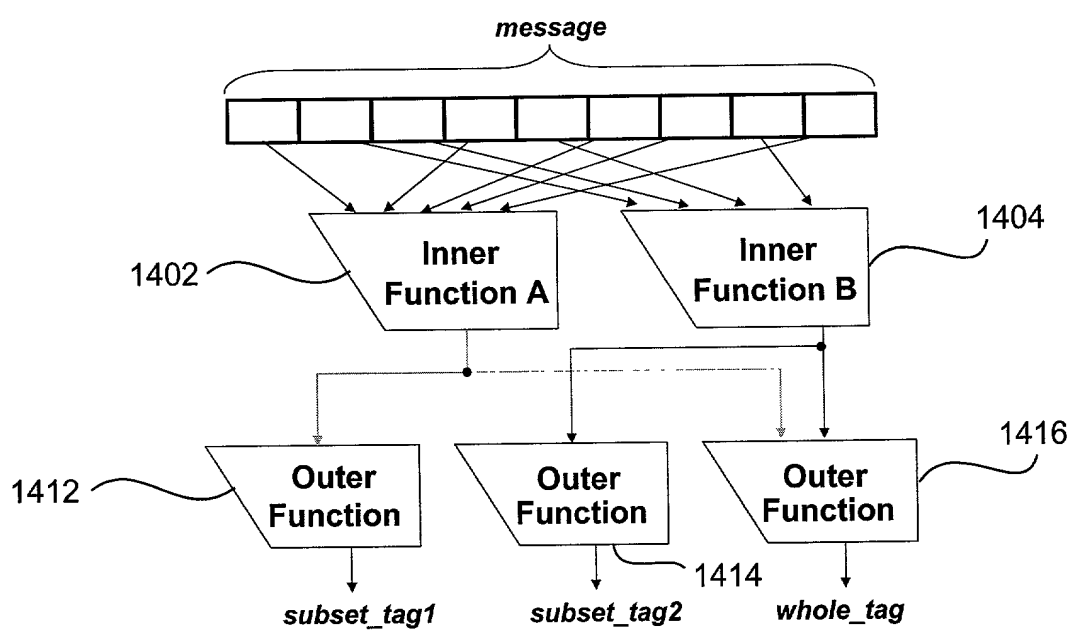 message
1404
1402
Inner
Function A
Inner
Function B
1416
1412
Outer
Function
Outer
Function
Outer
Function
1414
subset_tag1
subset_tag2
whole_tag